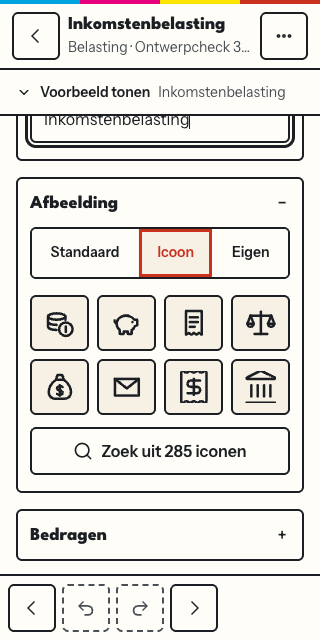 Inkomstenbelasting
Belasting · Ontwerpcheck 3...
Voorbeeld tonen Inkomstenbelasting
Inkomstenbelasting
Afbeelding −
Standaard Icoon Eigen
Zoek uit 285 iconen
Bedragen +